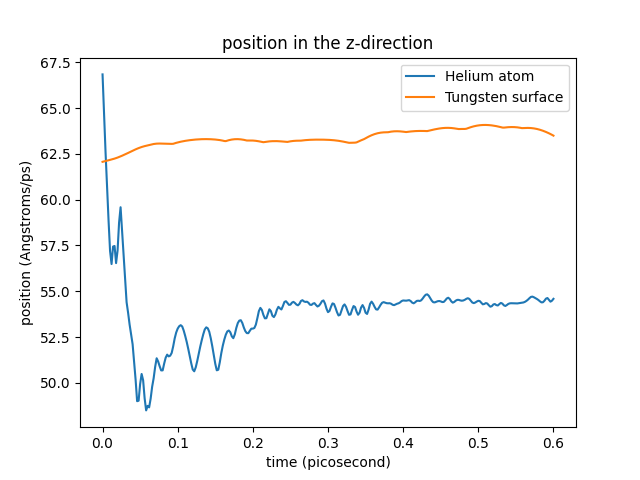 position in the z-direction
Helium atom
Tungsten surface
position (Angstroms/ps)
67.5
65.0
62.5
60.0
57.5
55.0
52.5
50.0
0.0 0.1 0.2 0.3 0.4 0.5 0.6
time (picosecond)